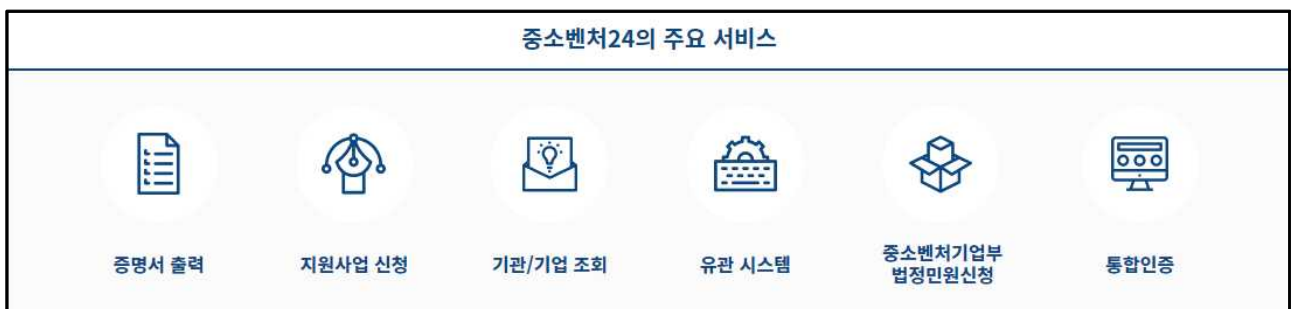 중소벤처24의 주요 서비스
증명서 출력
지원사업 신청
기관/기업 조회
유관 시스템
중소벤처기업부
법정민원신청
통합인증